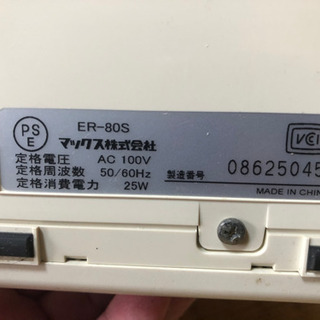 PS
E
ER-80S
マックス株式会社
VCCI
定格電圧 AC 100V
定格周波数 50/60Hz
定格消費電力 25W
製造番号 08625045
MADE IN CHIN